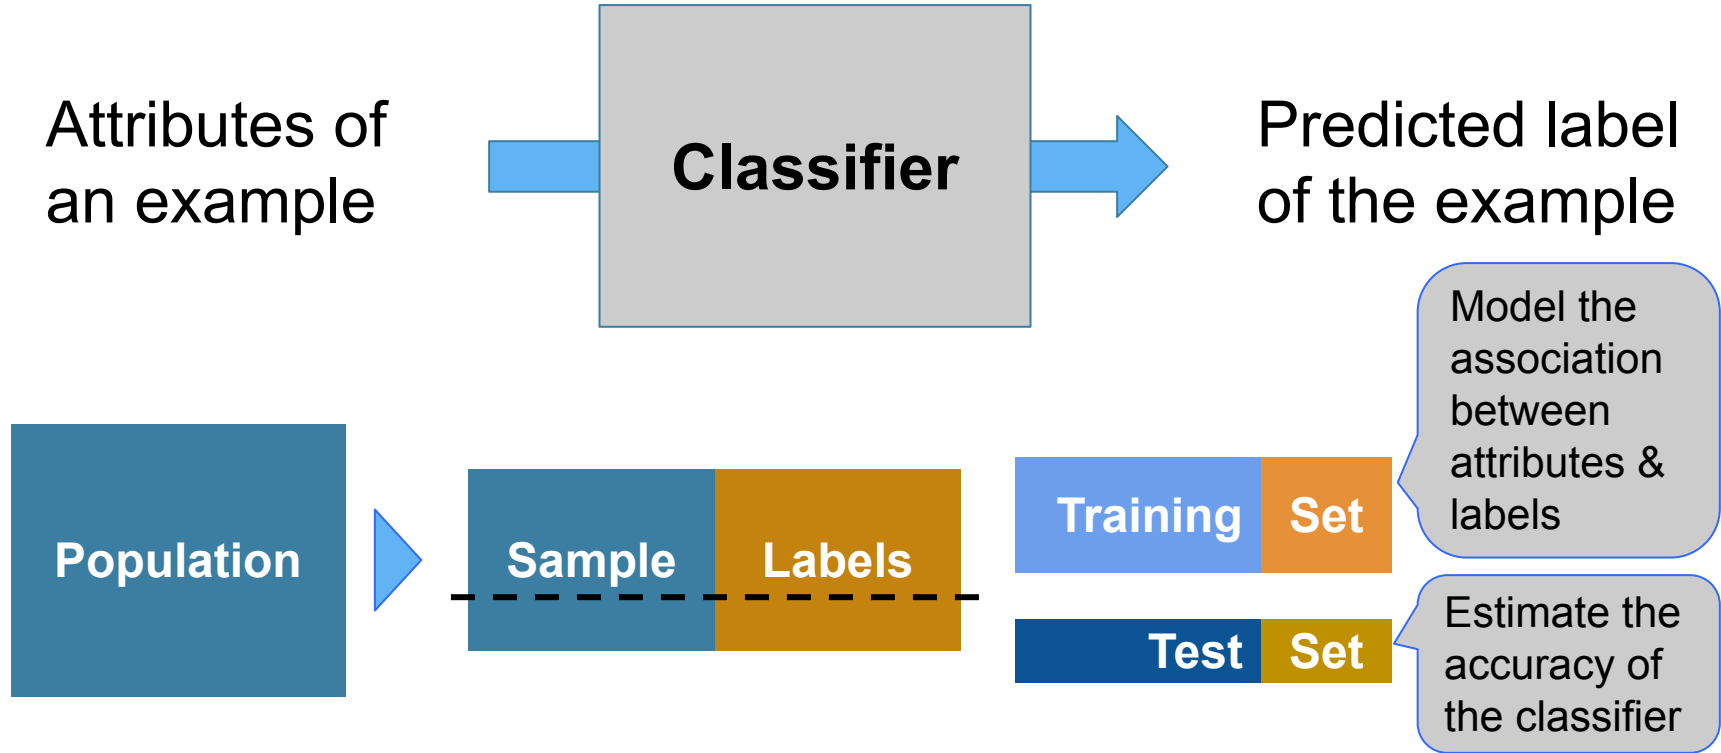 Attributes of
an example
Classifier
Predicted label
of the example
Model the
association
between
attributes &
labels
Population
Sample
Labels
Training Set
Test Set
Estimate the
accuracy of
the classifier